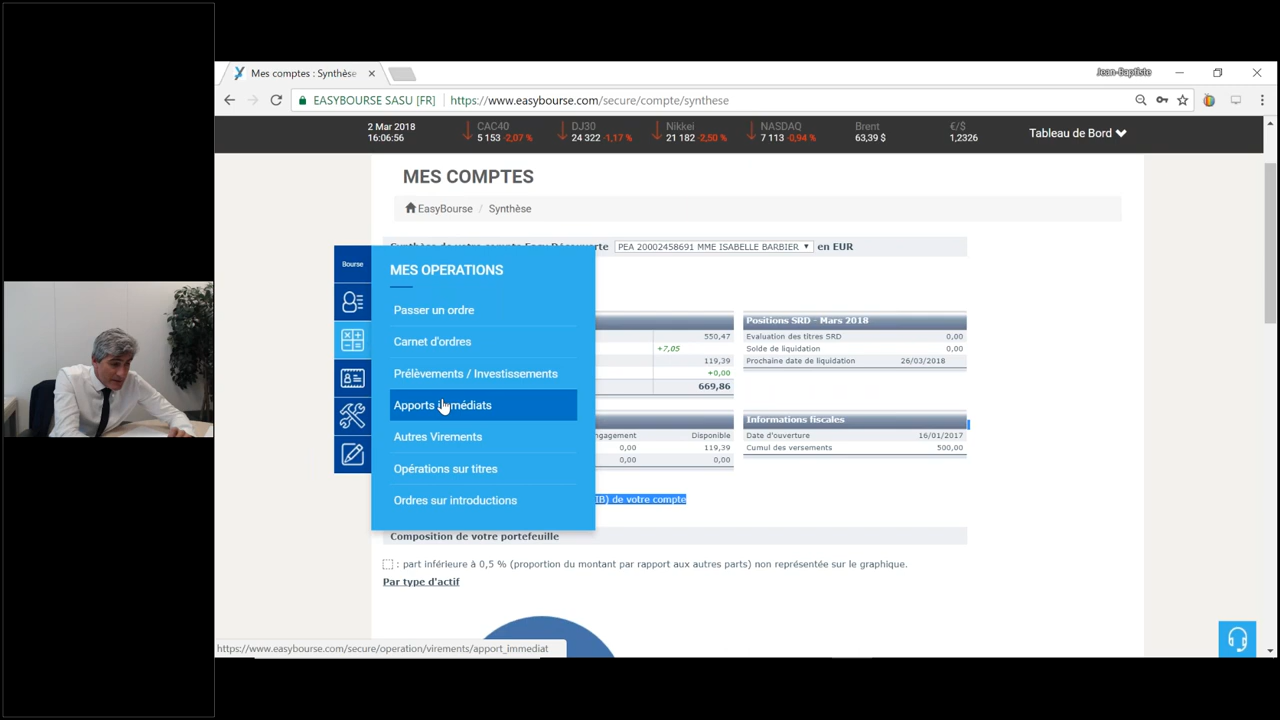 Mes comptes : Synthèse
Jean-Baptiste
EASYBOURSE SASU [FR]
https://www.easybourse.com/secure/compte/synthese
2 Mar 2018
16:06:56
CAC40
5 153 -2,07 %
DJ30
24 322 -1,17 %
Nikkei
21 182 -2,50 %
NASDAQ
7 113 -0,94 %
Brent
63,39 $
€/$
1,2326
Tableau de Bord
MES COMPTES
EasyBourse / Synthèse
Synthèse de votre compte Easy Découverte PEA 20002458691 MME ISABELLE BARBIER en EUR
Bourse
MES OPERATIONS
Passer un ordre
Carnet d'ordres
Prélèvements / Investissements
Apports immédiats
Autres Virements
Opérations sur titres
Ordres sur introductions
550,47
+7,05
119,39
+0,00
669,86
Positions SRD - Mars 2018
Evaluation des titres SRD 0,00
Solde de liquidation 0,00
Prochaine date de liquidation 26/03/2018
ngagement Disponible
0,00 119,39
0,00 0,00
Informations fiscales
Date d'ouverture 16/01/2017
Cumul des versements 500,00
IB) de votre compte
Composition de votre portefeuille
: part inférieure à 0,5 % (proportion du montant par rapport aux autres parts) non représentée sur le graphique.
Par type d'actif
https://www.easybourse.com/secure/operation/virements/apport_immediat